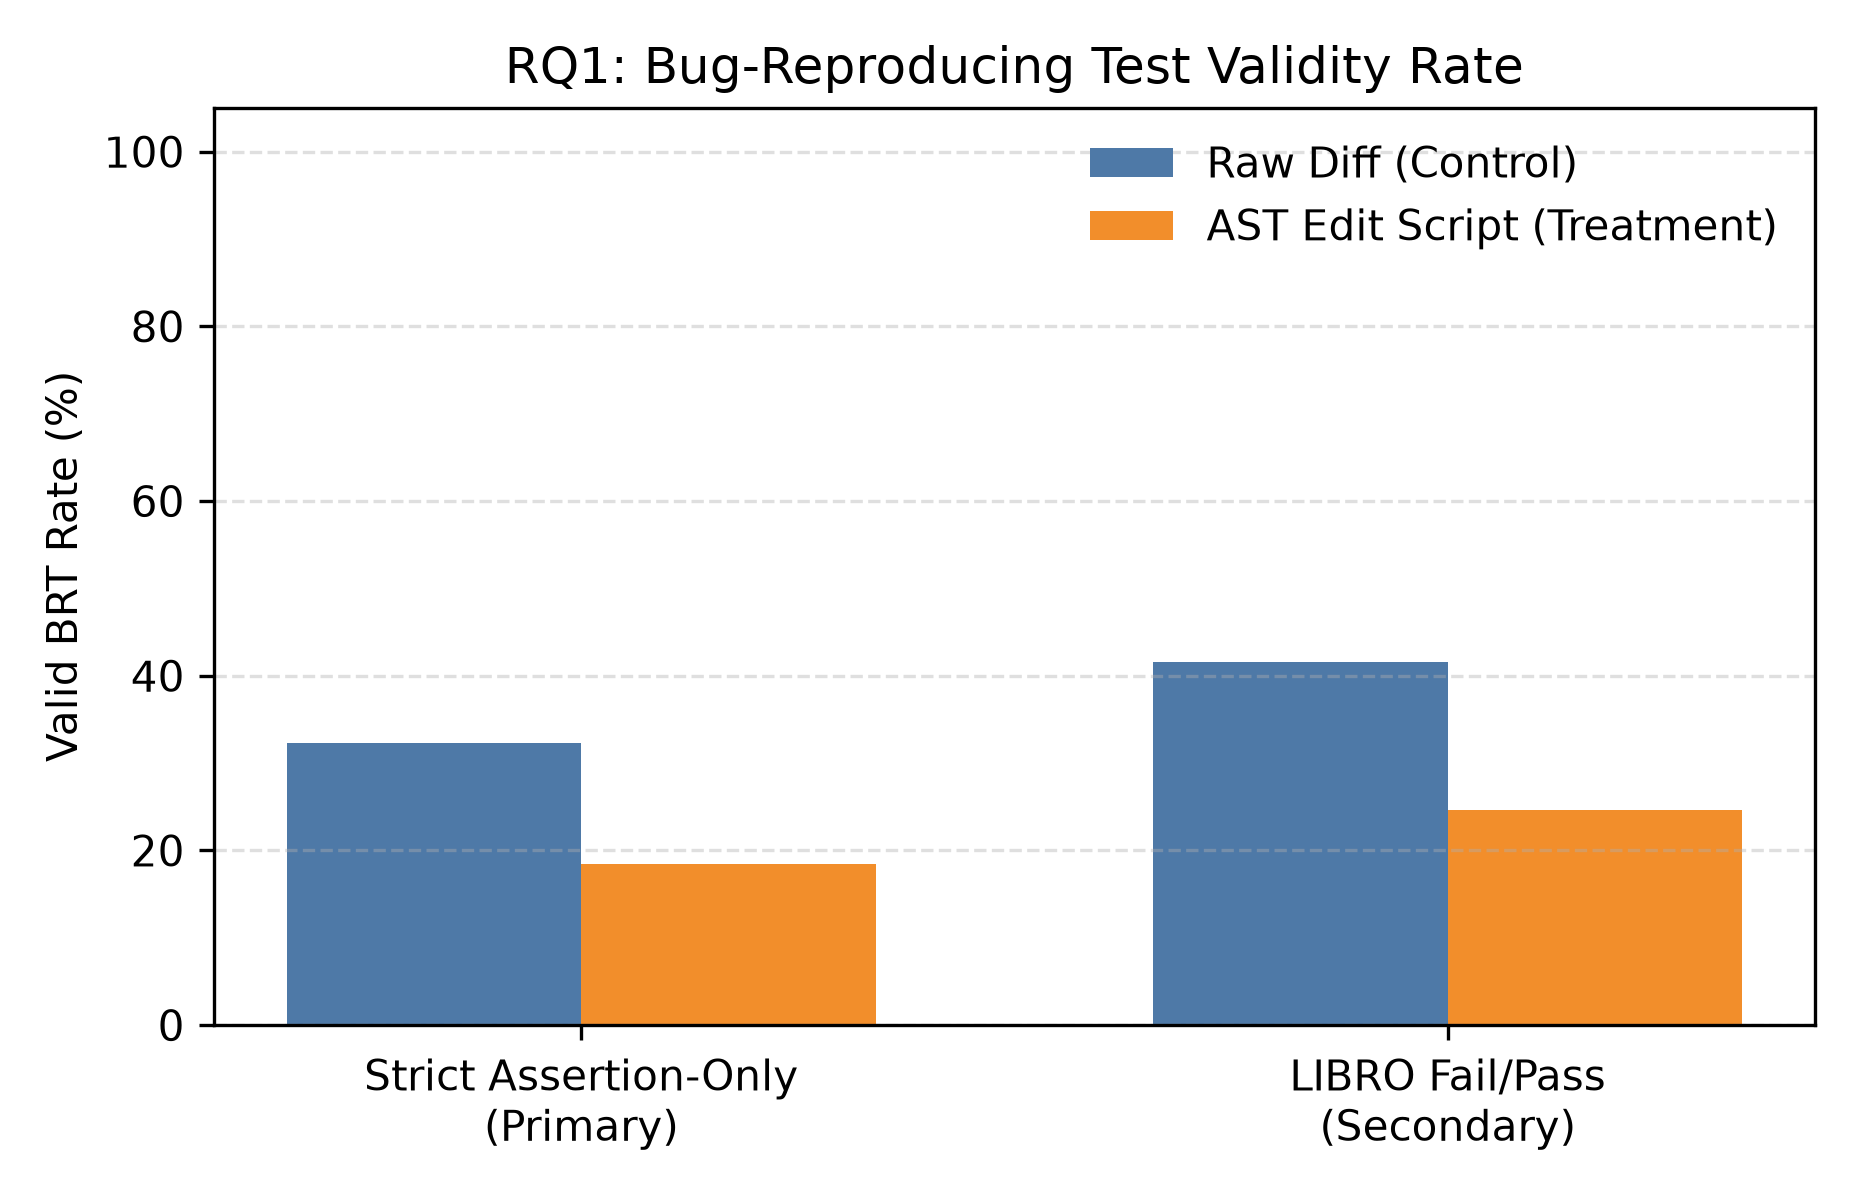 RQ1: Bug-Reproducing Test Validity Rate
Raw Diff (Control)
AST Edit Script (Treatment)
Valid BRT Rate (%)
100
80
60
40
20
0
Strict Assertion-Only
(Primary)
LIBRO Fail/Pass
(Secondary)